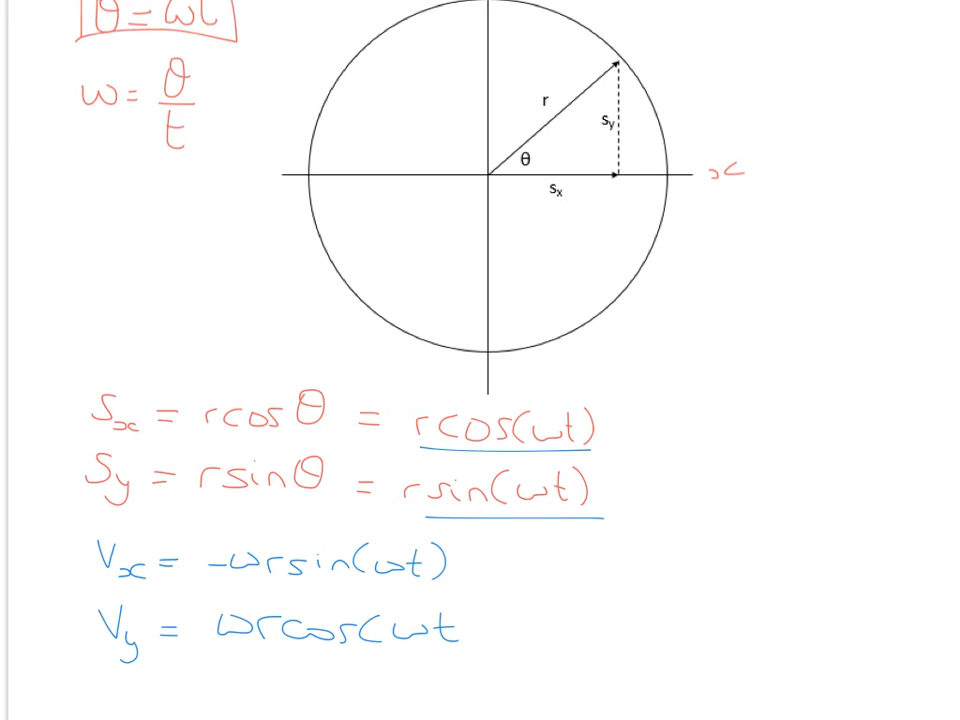 θ = ωt
ω = θ/t
r
s_y
θ
s_x
x
S_x = rcosθ = rcos(ωt)
S_y = rsinθ = rsin(ωt)
V_x = -ωrsin(ωt)
V_y = ωrcos(ωt